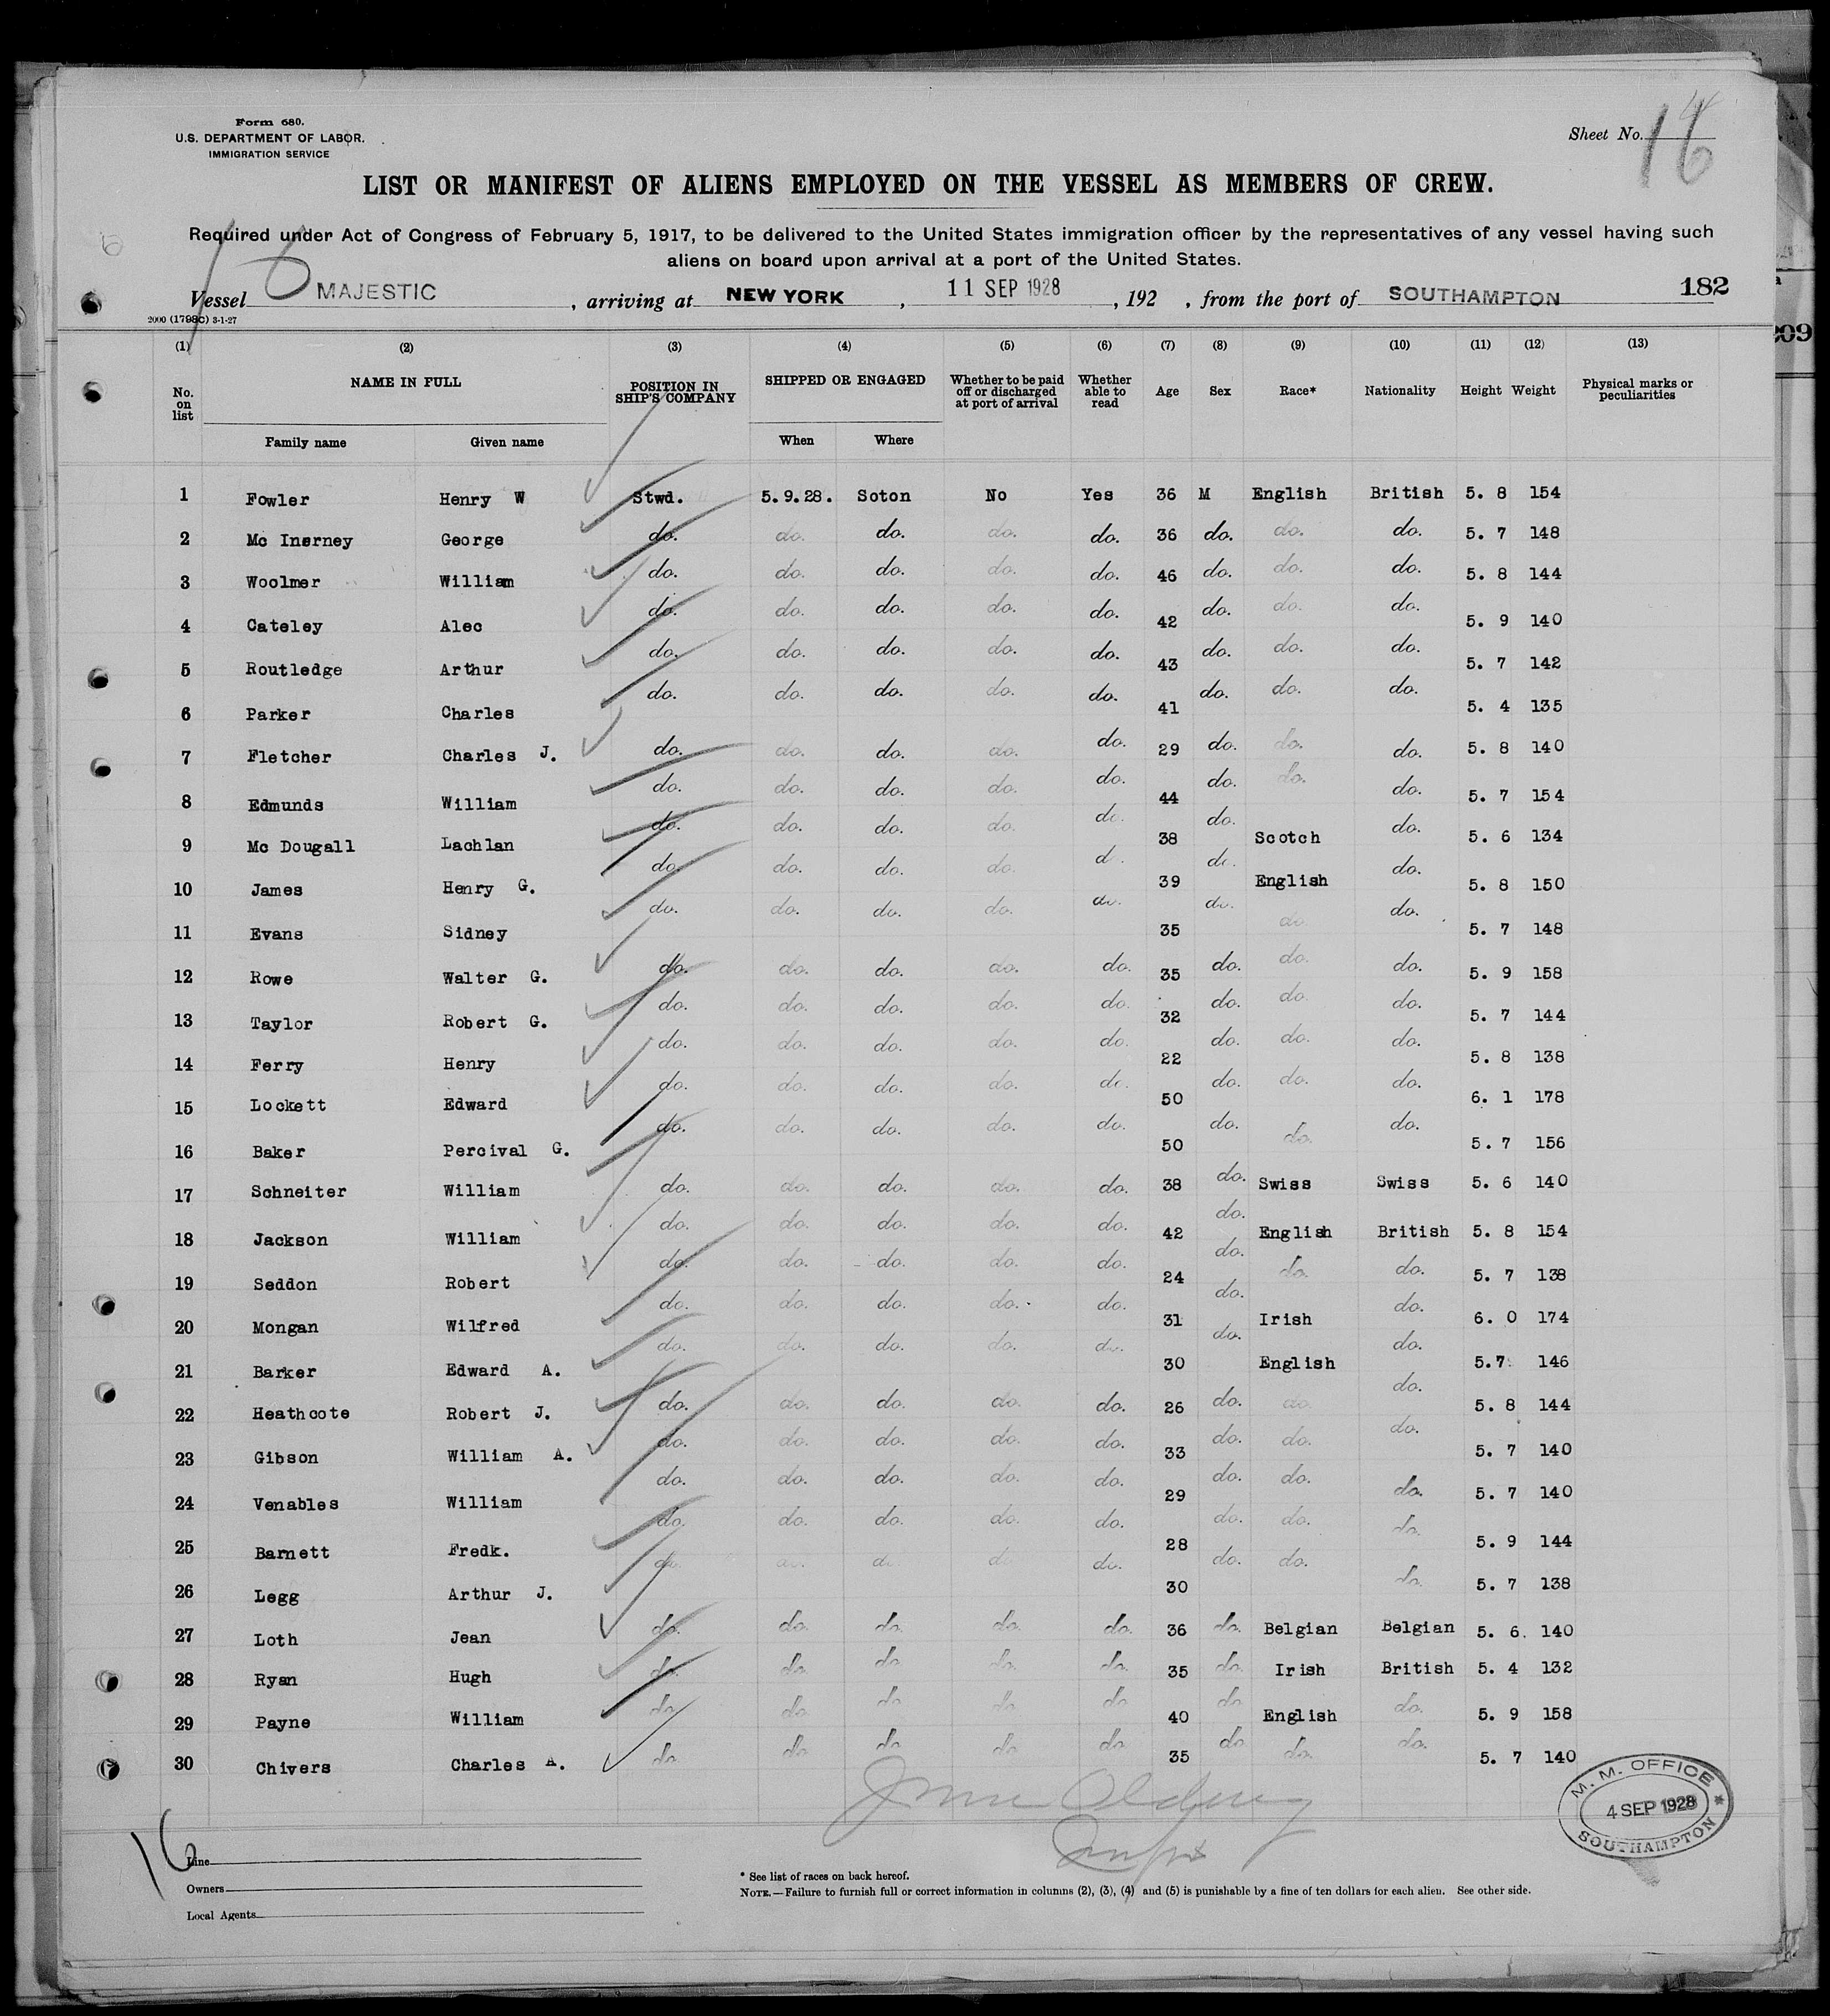 Form 680.
U.S. DEPARTMENT OF LABOR.
IMMIGRATION SERVICE
Sheet No. 16
LIST OR MANIFEST OF ALIENS EMPLOYED ON THE VESSEL AS MEMBERS OF CREW.
Required under Act of Congress of February 5, 1917, to be delivered to the United States immigration officer by the representatives of any vessel having such
aliens on board upon arrival at a port of the United States.
Vessel MAJESTIC, arriving at NEW YORK, 11 SEP 1928, 192 , from the port of SOUTHAMPTON 182
2000 (1798c) 3-1-27
(1) (2) (3) (4) (5) (6) (7) (8) (9) (10) (11) (12) (13)
No. on list NAME IN FULL POSITION IN SHIP'S COMPANY SHIPPED OR ENGAGED Whether to be paid off or discharged at port of arrival Whether able to read Age Sex Race* Nationality Height Weight Physical marks or peculiarities
Family name Given name When Where
1 Fowler Henry W Stwd. 5.9.28. Soton No Yes 36 M English British 5. 8 154
2 Mc Inerney George do. do. do. do. do. 36 do. do. do. 5. 7 148
3 Woolmer William do. do. do. do. do. 46 do. do. do. 5. 8 144
4 Cateley Alec do. do. do. do. do. 42 do. do. do. 5. 9 140
5 Routledge Arthur do. do. do. do. do. 43 do. do. do. 5. 7 142
6 Parker Charles do. do. do. do. do. 41 do. do. do. 5. 4 135
7 Fletcher Charles J. do. do. do. do. do. 29 do. do. do. 5. 8 140
8 Edmunds William do. do. do. do. do. 44 do. do. do. 5. 7 154
9 Mc Dougall Lachlan do. do. do. do. do. 38 do. Scotch do. 5. 6 134
10 James Henry G. do. do. do. do. do. 39 do. English do. 5. 8 150
11 Evans Sidney do. do. do. do. do. 35 do. do do. 5. 7 148
12 Rowe Walter G. do. do. do. do. do. 35 do. do. do. 5. 9 158
13 Taylor Robert G. do. do. do. do. do. 32 do. do. do. 5. 7 144
14 Ferry Henry do. do. do. do. do. 22 do. do. do. 5. 8 138
15 Lockett Edward do. do. do. do. do. 50 do. do. do. 6. 1 178
16 Baker Percival G. do. do. do. do. do. 50 do. do. do. 5. 7 156
17 Schneiter William do. do. do. do. do. 38 do. Swiss Swiss 5. 6 140
18 Jackson William do. do. do. do. do. 42 do. English British 5. 8 154
19 Seddon Robert do. do. do. do. do. 24 do. do. do. 5. 7 138
20 Mongan Wilfred do. do. do. do. do. 31 do. Irish do. 6. 0 174
21 Barker Edward A. do. do. do. do. do. 30 do. English do. 5.7. 146
22 Heathcote Robert J. do. do. do. do. do. 26 do. do. do. 5. 8 144
23 Gibson William A. do. do. do. do. do. 33 do. do. do. 5. 7 140
24 Venables William do. do. do. do. do. 29 do. do. do. 5. 7 140
25 Barnett Fredk. do. do. do. do. do. 28 do. do. do. 5. 9 144
26 Legg Arthur J. do. do. do. do. do. 30 do. do. do. 5. 7 138
27 Loth Jean do. do. do. do. do. 36 do. Belgian Belgian 5. 6. 140
28 Ryan Hugh do. do. do do. do. 35 do. Irish British 5. 4 132
29 Payne William do do do do do 40 do English do. 5. 9 158
30 Chivers Charles A. do do do do do 35 do do. do. 5. 7 140
M. M. OFFICE
4 SEP 1928
SOUTHAMPTON
16
Line
Owners
Local Agents
* See list of races on back hereof.
NOTE.—Failure to furnish full or correct information in columns (2), (3), (4) and (5) is punishable by a fine of ten dollars for each alien. See other side.